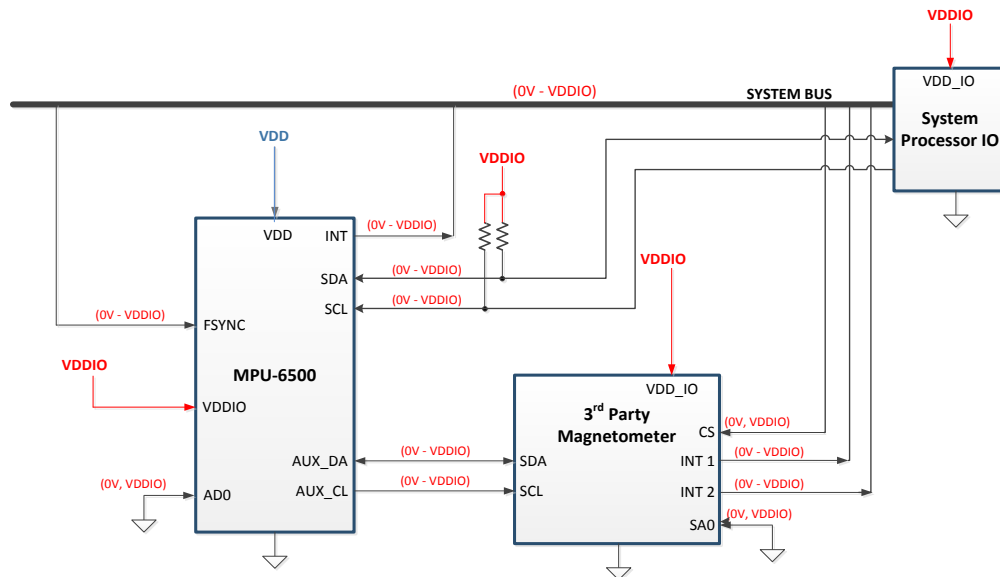 VDDIO
VDD_IO
(0V - VDDIO)
SYSTEM BUS
System
Processor IO
VDD
VDDIO
VDD
INT
(0V - VDDIO)
SDA
(0V - VDDIO)
SCL
(0V - VDDIO)
VDDIO
(0V - VDDIO)
FSYNC
MPU-6500
VDDIO
VDDIO
VDD_IO
3rd Party
Magnetometer
CS
(0V, VDDIO)
AUX_DA
(0V - VDDIO)
SDA
INT 1
(0V - VDDIO)
AUX_CL
(0V - VDDIO)
SCL
INT 2
(0V - VDDIO)
(0V, VDDIO)
AD0
SA0
(0V, VDDIO)